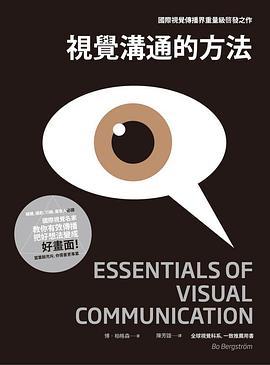 國際視覺傳播界重量級啓發之作
視覺溝通的方法
國際視覺名家
教你有效傳播
把好想法變成
好畫面！
ESSENTIALS OF
VISUAL
COMMUNICATION
博．柏格森——著
陳芳誼——譯
全球視覺科系，一致推薦用書
Bo Bergström